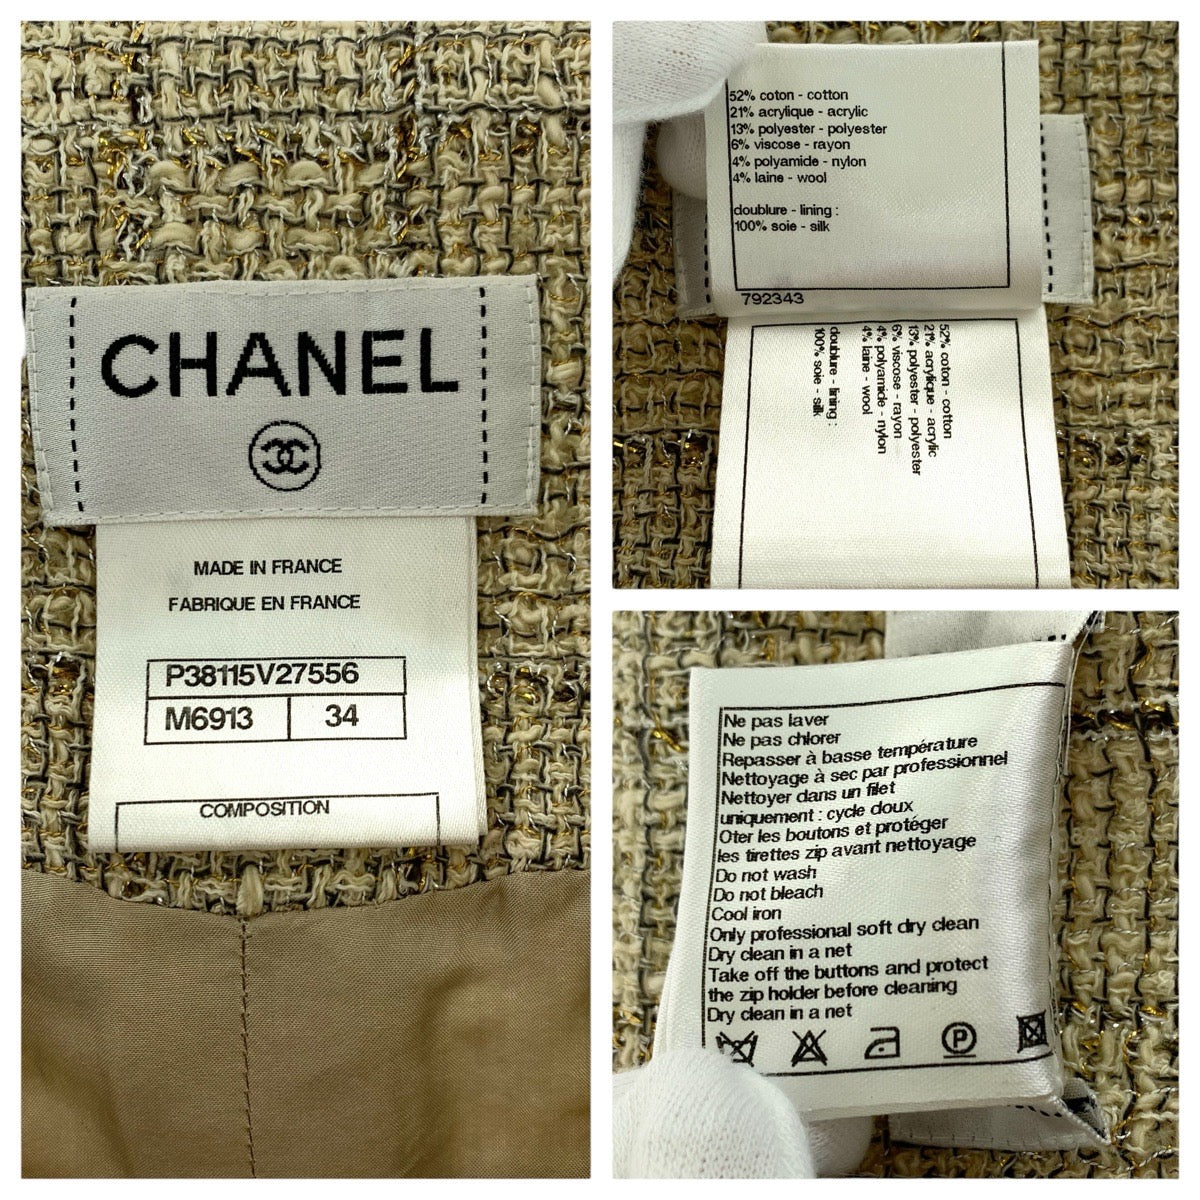 CHANEL
MADE IN FRANCE
FABRIQUE EN FRANCE
P38115V27556
M6913 34
COMPOSITION
52% coton - cotton
21% acrylique - acrylic
13% polyester - polyester
6% viscose - rayon
4% polyamide - nylon
4% laine - wool
doublure - lining :
100% soie - silk
792343
52% coton - cotton
21% acrylique - acrylic
13% polyester - polyester
6% viscose - rayon
4% polyamide - nylon
4% laine - wool
doublure - lining :
100% soie - silk
Ne pas laver
Ne pas chlorer
Repasser à basse température
Nettoyage à sec par professionnel
Nettoyer dans un filet
uniquement : cycle doux
Oter les boutons et protéger
les tirettes zip avant nettoyage
Do not wash
Do not bleach
Cool iron
Only professional soft dry clean
Dry clean in a net
Take off the buttons and protect
the zip holder before cleaning
Dry clean in a net
P